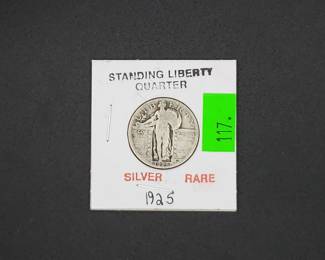 STANDING LIBERTY
QUARTER
117.
SILVER RARE
1925